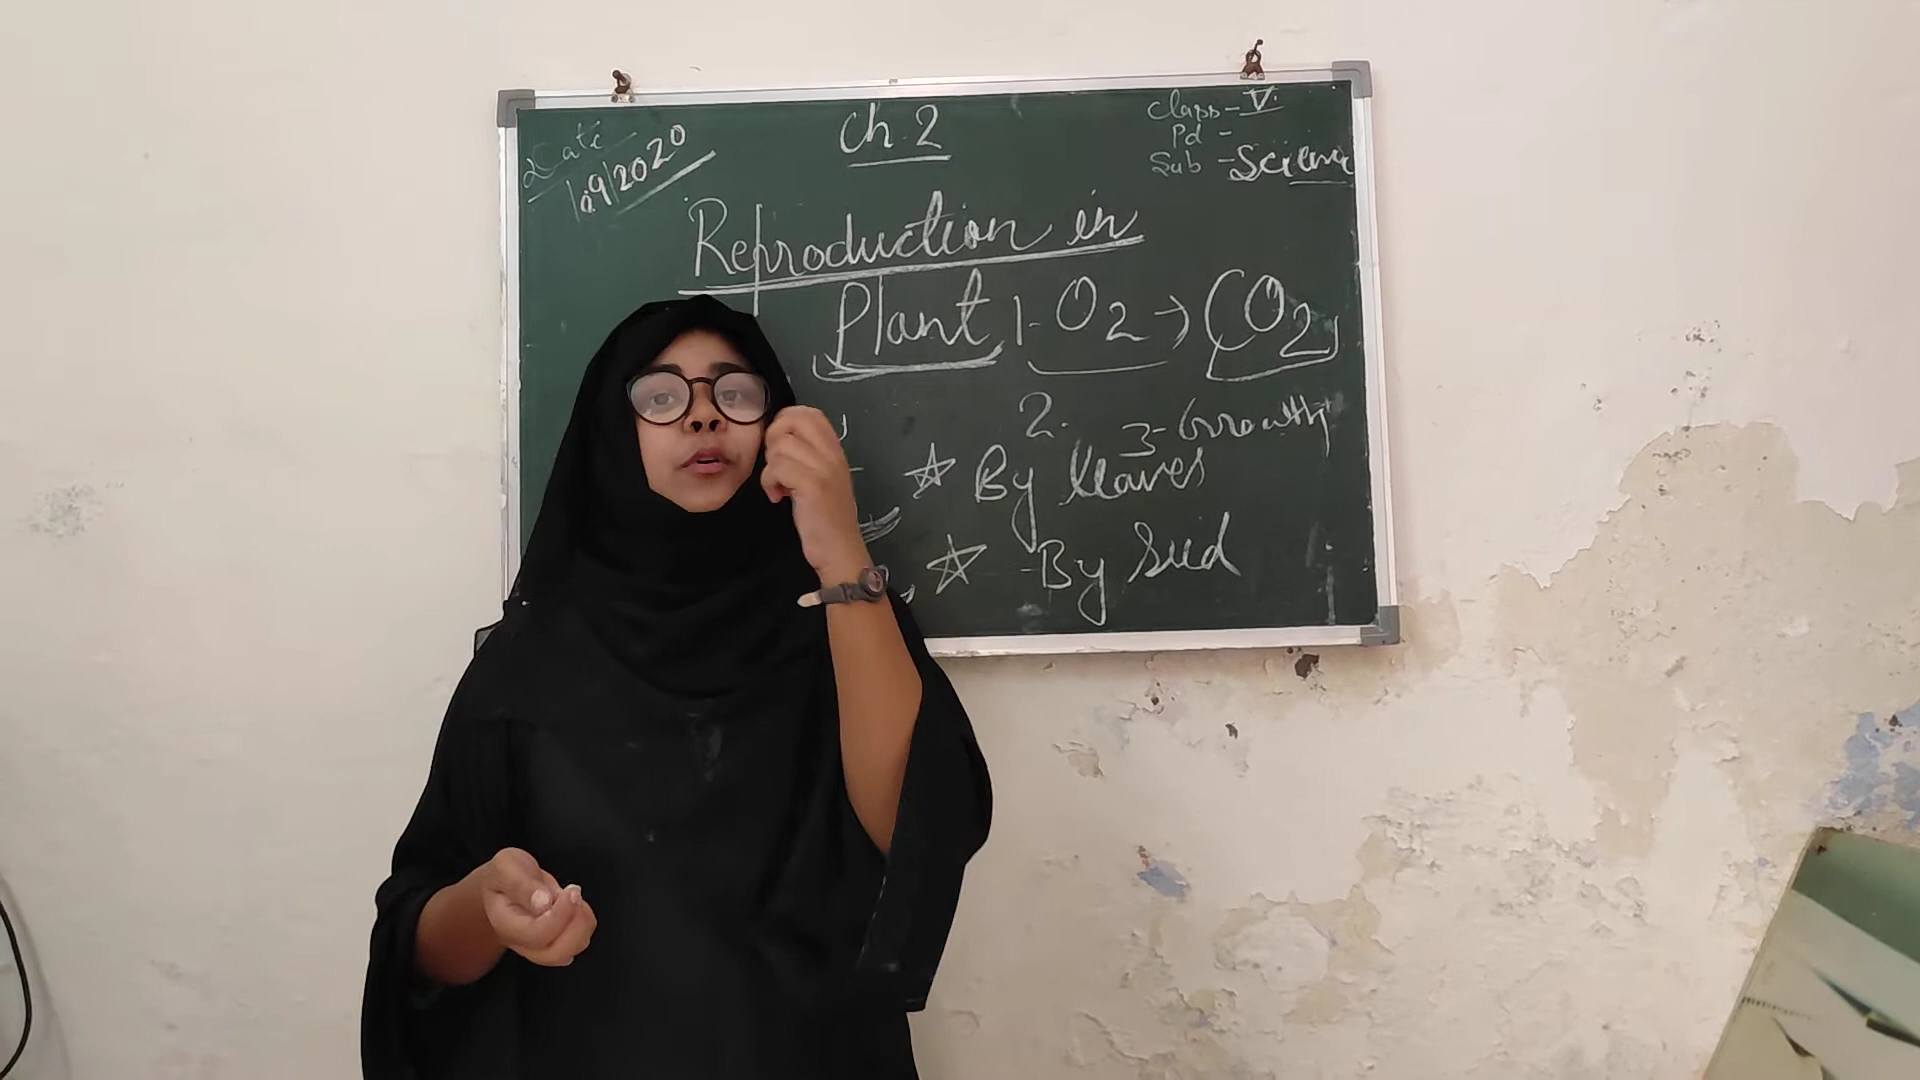 Date
1.9/2020
Ch. 2
Class - V.
Pd -
Sub - Science
Reproduction in
Plant 1- O2 → CO2
2.
3- Growth
☆ By leaves
☆ - By Seed